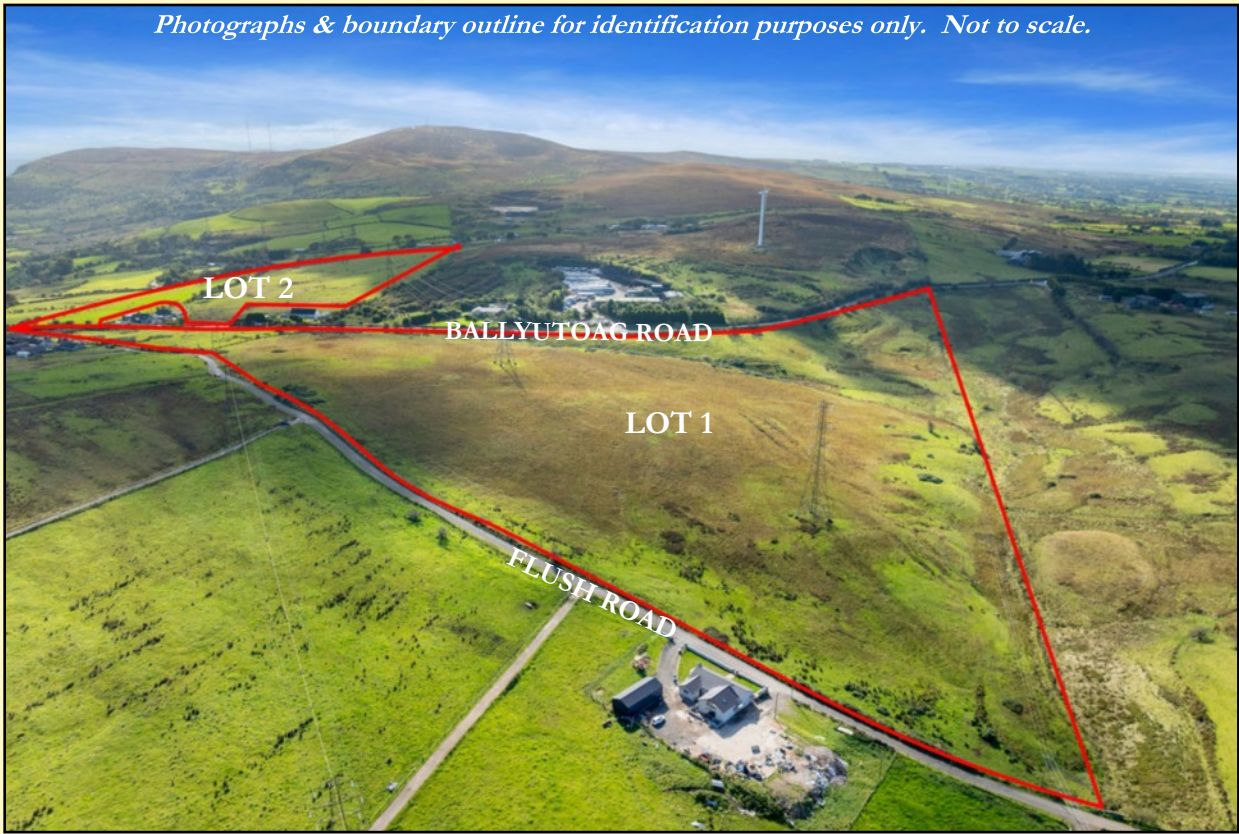 Photographs & boundary outline for identification purposes only.  Not to scale.
LOT 2
BALLYUTOAG ROAD
LOT 1
FLUSH ROAD